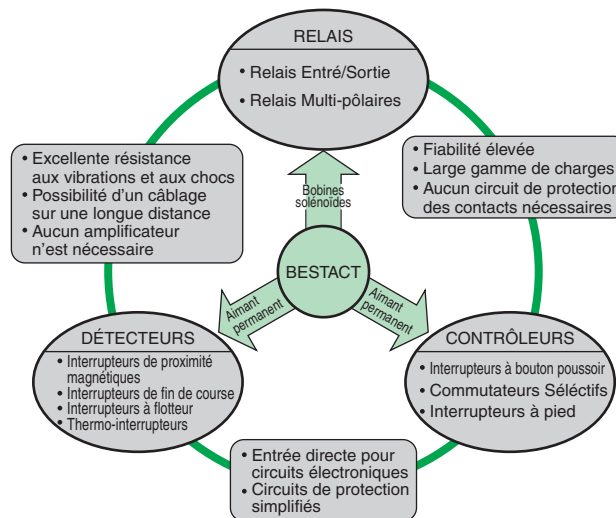 RELAIS
• Relais Entré/Sortie
• Relais Multi-pôlaires
• Excellente résistance
aux vibrations et aux chocs
• Possibilité d'un câblage
sur une longue distance
• Aucun amplificateur
n'est nécessaire
• Fiabilité élevée
• Large gamme de charges
• Aucun circuit de protection
des contacts nécessaires
Bobines
solénoïdes
BESTACT
Aimant
permanent
Aimant
permanent
DÉTECTEURS
• Interrupteurs de proximité
magnétiques
• Interrupteurs de fin de course
• Interrupteurs à flotteur
• Thermo-interrupteurs
CONTRÔLEURS
• Interrupteurs à bouton poussoir
• Commutateurs Séléctifs
• Interrupteurs à pied
• Entrée directe pour
circuits électroniques
• Circuits de protection
simplifiés